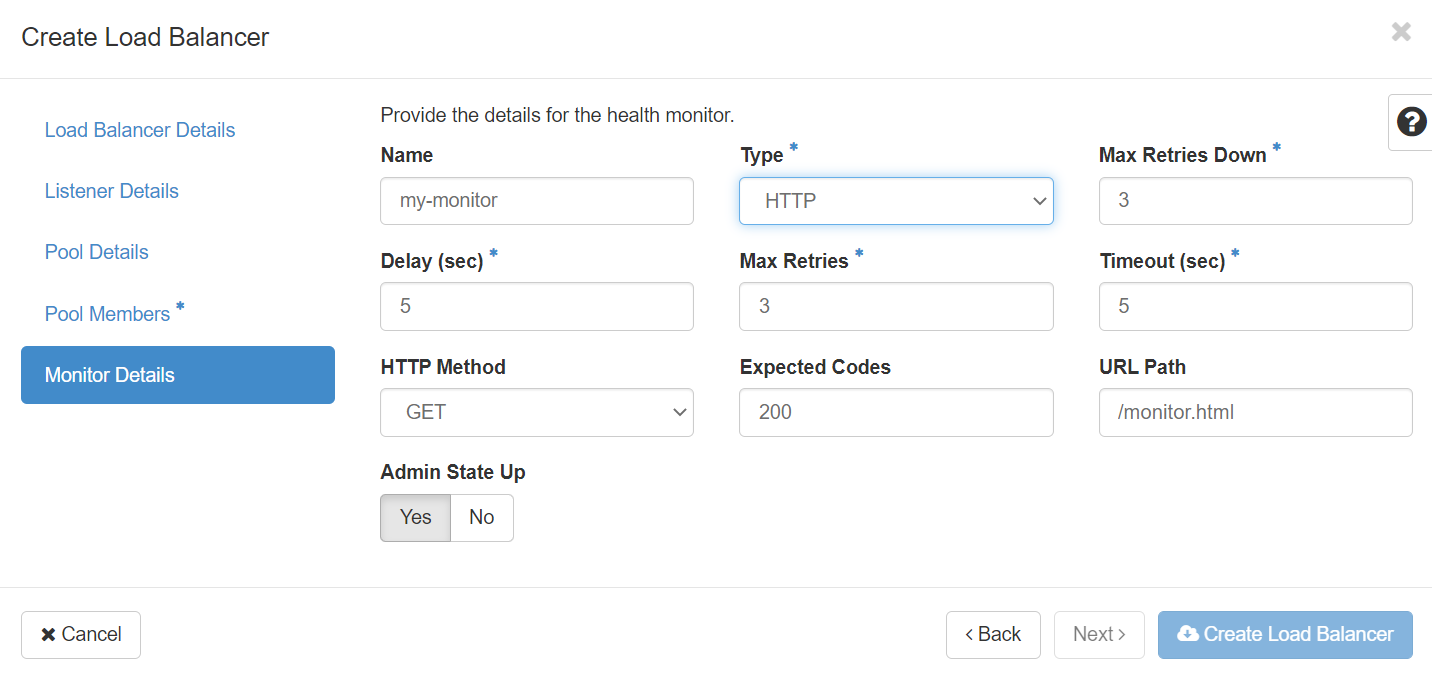 Create Load Balancer
Load Balancer Details
Listener Details
Pool Details
Pool Members *
Monitor Details
Provide the details for the health monitor.
Name
Type *
Max Retries Down *
my-monitor
HTTP
3
Delay (sec) *
Max Retries *
Timeout (sec) *
5
3
5
HTTP Method
Expected Codes
URL Path
GET
200
/monitor.html
Admin State Up
Yes No
Cancel
< Back
Next >
Create Load Balancer